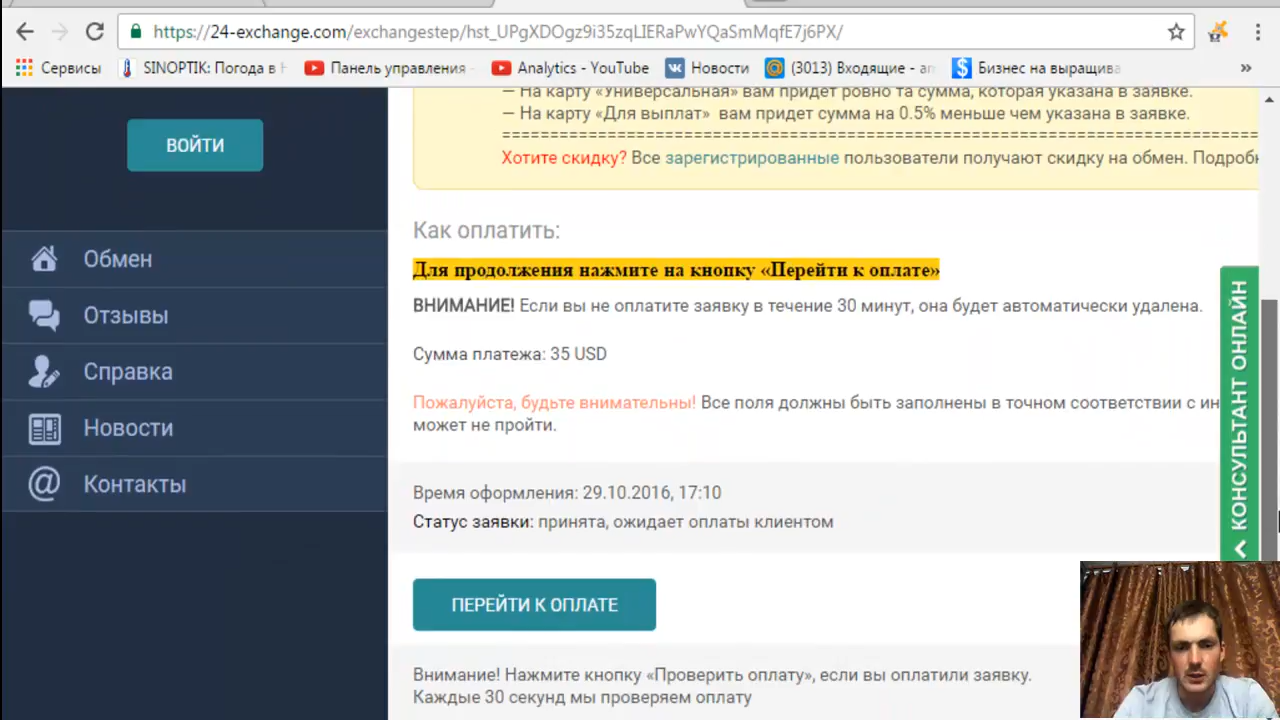 https://24-exchange.com/exchangestep/hst_UPgXDOgz9i35zqLIERaPwYQaSmMqfE7j6PX/
Сервисы
SINOPTIK: Погода в
Панель управления
Analytics - YouTube
Новости
(3013) Входящие - am
Бизнес на выращива
»
— На карту «Универсальная» вам придет ровно та сумма, которая указана в заявке.
— На карту «Для выплат» вам придет сумма на 0.5% меньше чем указана в заявке.
Хотите скидку? Все зарегистрированные пользователи получают скидку на обмен. Подробн
ВОЙТИ
Обмен
Отзывы
Справка
Новости
Контакты
Как оплатить:
Для продолжения нажмите на кнопку «Перейти к оплате»
ВНИМАНИЕ! Если вы не оплатите заявку в течение 30 минут, она будет автоматически удалена.
Сумма платежа: 35 USD
Пожалуйста, будьте внимательны! Все поля должны быть заполнены в точном соответствии с ин
может не пройти.
Время оформления: 29.10.2016, 17:10
Статус заявки: принята, ожидает оплаты клиентом
ПЕРЕЙТИ К ОПЛАТЕ
Внимание! Нажмите кнопку «Проверить оплату», если вы оплатили заявку.
Каждые 30 секунд мы проверяем оплату
КОНСУЛЬТАНТ ОНЛАЙН